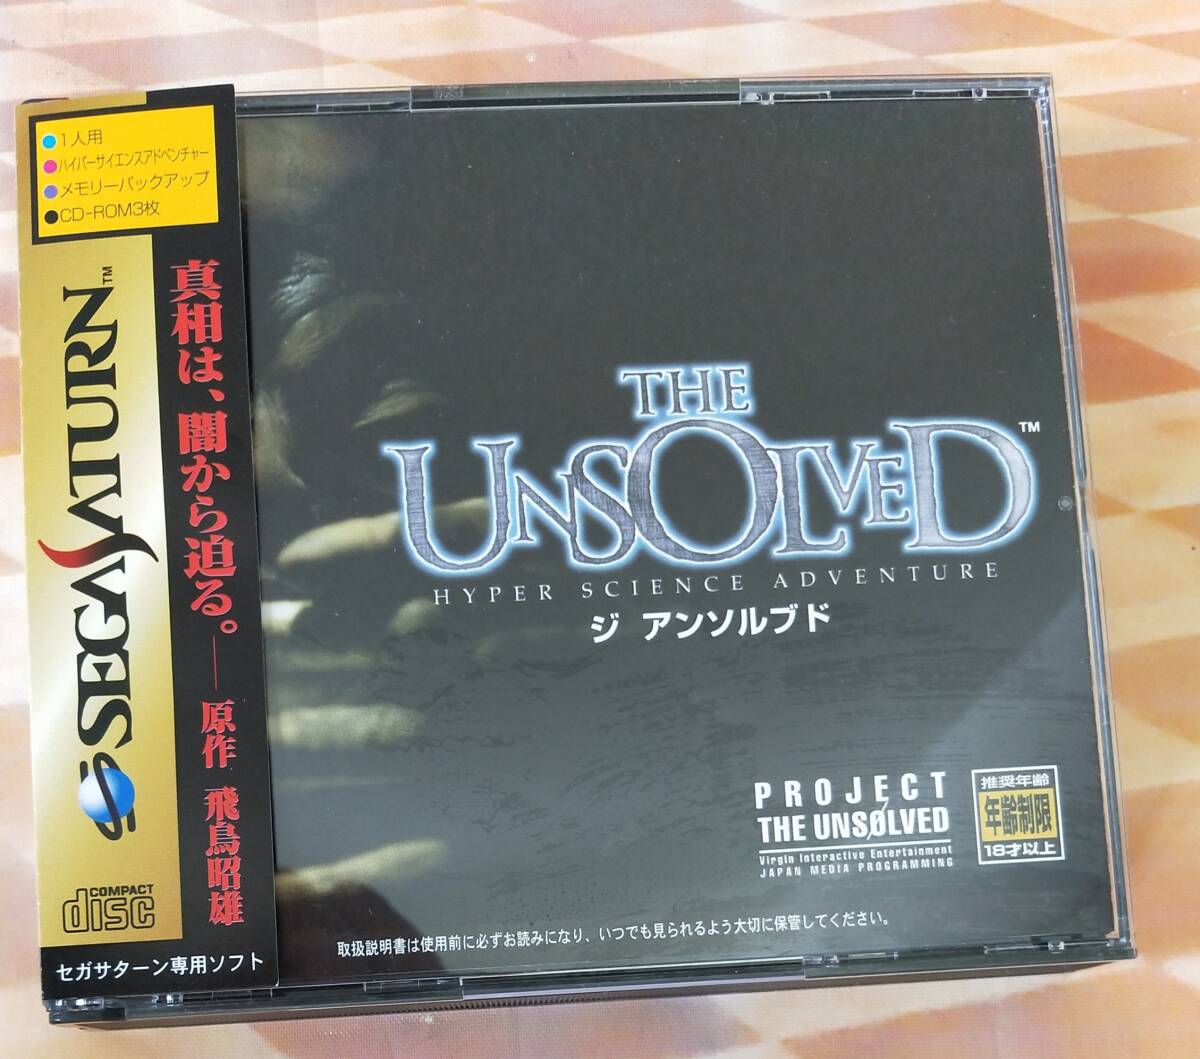 1人用
ハイパーサイエンスアドベンチャー
メモリーバックアップ
CD-ROM3枚
SEGA SATURN™
真相は、闇から迫る。――原作 飛鳥昭雄
COMPACT
disc
セガサターン専用ソフト
THE
UNSOLVED™
HYPER SCIENCE ADVENTURE
ジ アンソルブド
PROJECT
THE UNSØLVED
Virgin Interactive Entertainment
JAPAN MEDIA PROGRAMMING
推奨年齢
年齢制限
18才以上
取扱説明書は使用前に必ずお読みになり、いつでも見られるよう大切に保管してください。